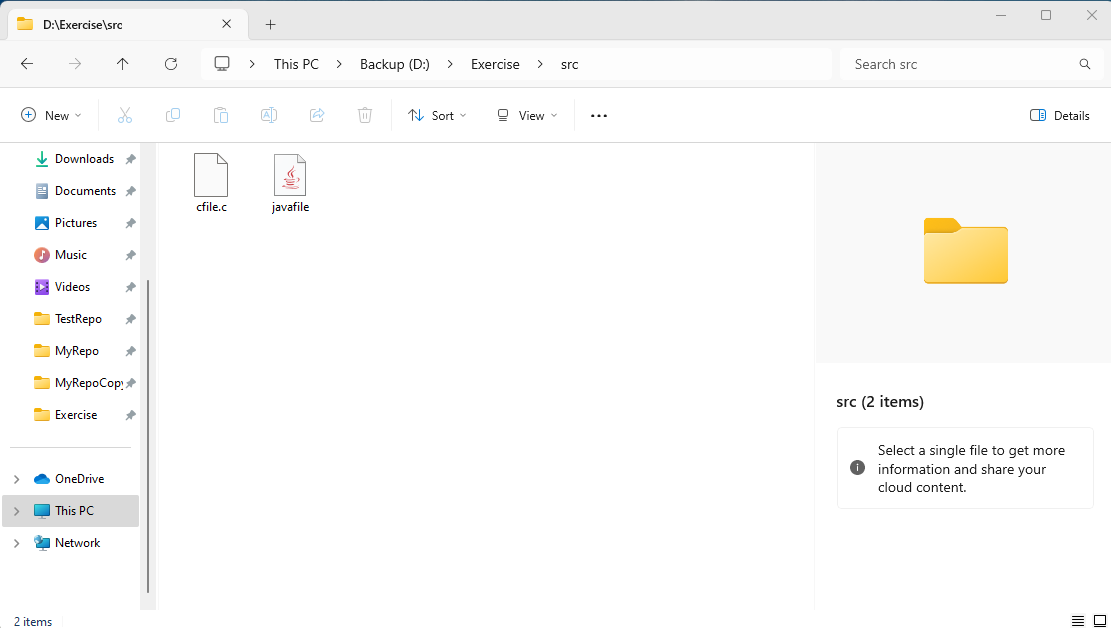 D:\Exercise\src
This PC
Backup (D:)
Exercise
src
Search src
New
Sort
View
Details
Downloads
Documents
Pictures
Music
Videos
TestRepo
MyRepo
MyRepoCopy
Exercise
OneDrive
This PC
Network
cfile.c
javafile
src (2 items)
Select a single file to get more
information and share your
cloud content.
2 items